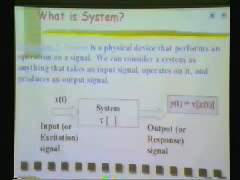 What is System?
System is a physical device that performs an
operation on a signal. We can consider a system as
anything that takes an input signal, operates on it, and
produces an output signal.
x(t)
System
τ [ ]
y(t) = τ[x(t)]
Input (or
Excitation)
signal
Output (or
Response)
signal